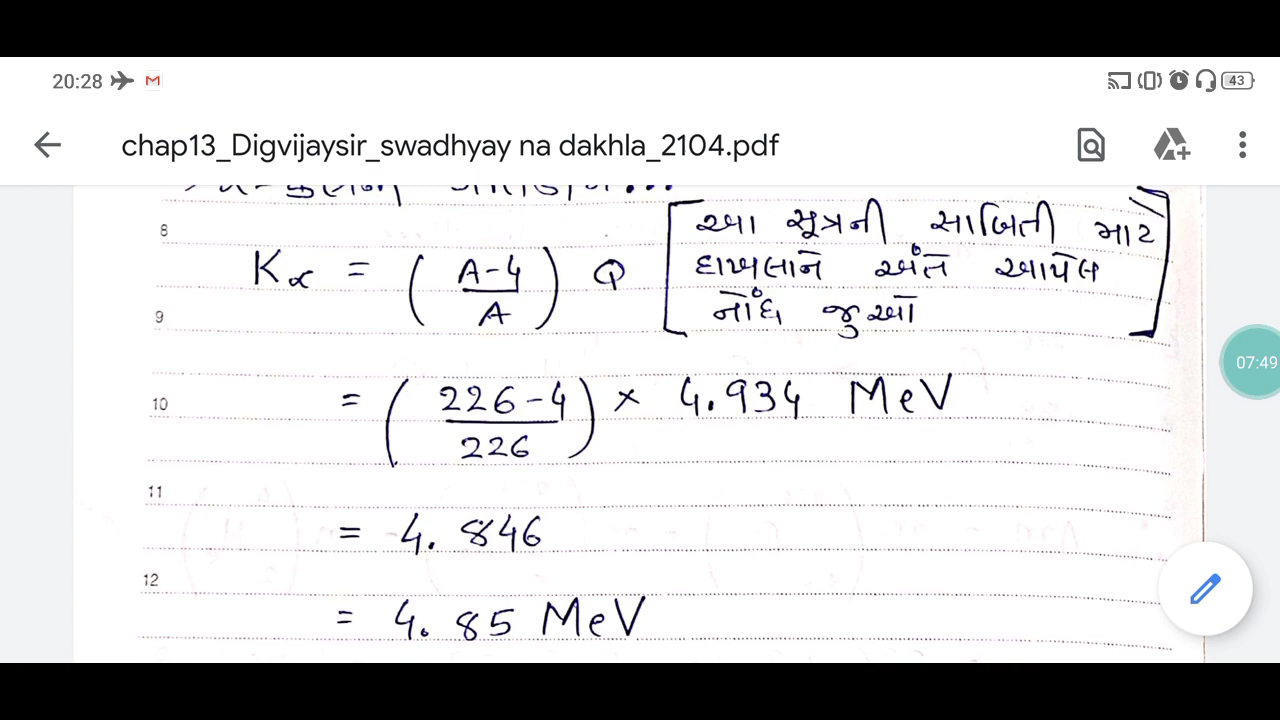 20:28
43
chap13_Digvijaysir_swadhyay na dakhla_2104.pdf
8
આ સૂત્રની સાબિતી માટે
Kα = (A-4/A) Q
દાખલાને અંતે આપેલ
9
નોંધ જુઓ
07:49
10
= (226-4/226) × 4.934 MeV
11
= 4.846
12
= 4.85 MeV